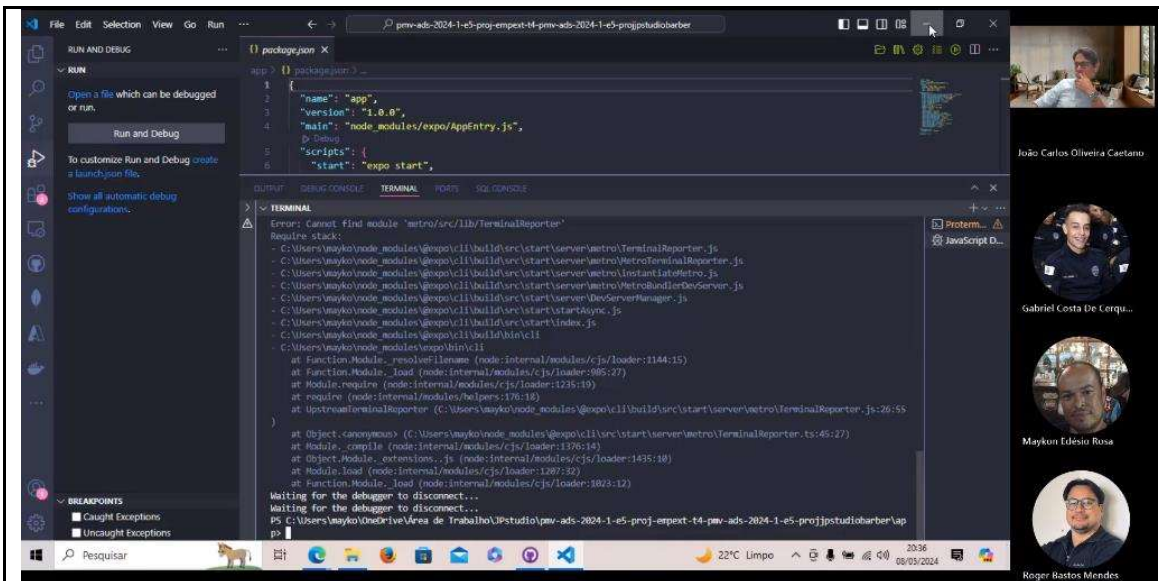 File Edit Selection View Go Run ...
pmv-ads-2024-1-e5-proj-empext-t4-pmv-ads-2024-1-e5-projjpstudiobarber
RUN AND DEBUG ...
RUN
Open a file which can be debugged
or run.
Run and Debug
To customize Run and Debug create
a launch.json file.
Show all automatic debug
configurations.
BREAKPOINTS
Caught Exceptions
Uncaught Exceptions
{} package.json ×
app > {} package.json > ...
1 {
2 "name": "app",
3 "version": "1.0.0",
4 "main": "node_modules/expo/AppEntry.js",
Debug
5 "scripts": {
6 "start": "expo start",
OUTPUT DEBUG CONSOLE TERMINAL PORTS SQL CONSOLE
TERMINAL
Error: Cannot find module 'metro/src/lib/TerminalReporter'
Require stack:
- C:\Users\mayko\node_modules\@expo\cli\build\src\start\server\metro\TerminalReporter.js
- C:\Users\mayko\node_modules\@expo\cli\build\src\start\server\metro\MetroTerminalReporter.js
- C:\Users\mayko\node_modules\@expo\cli\build\src\start\server\metro\instantiateMetro.js
- C:\Users\mayko\node_modules\@expo\cli\build\src\start\server\metro\MetroBundlerDevServer.js
- C:\Users\mayko\node_modules\@expo\cli\build\src\start\server\DevServerManager.js
- C:\Users\mayko\node_modules\@expo\cli\build\src\start\startAsync.js
- C:\Users\mayko\node_modules\@expo\cli\build\src\start\index.js
- C:\Users\mayko\node_modules\@expo\cli\build\bin\cli
- C:\Users\mayko\node_modules\expo\bin\cli
at Function.Module._resolveFilename (node:internal/modules/cjs/loader:1144:15)
at Function.Module._load (node:internal/modules/cjs/loader:985:27)
at Module.require (node:internal/modules/cjs/loader:1235:19)
at require (node:internal/modules/helpers:176:18)
at UpstreamTerminalReporter (C:\Users\mayko\node_modules\@expo\cli\build\src\start\server\metro\TerminalReporter.js:26:55
)
at Object.<anonymous> (C:\Users\mayko\node_modules\@expo\cli\src\start\server\metro\TerminalReporter.ts:45:27)
at Module._compile (node:internal/modules/cjs/loader:1376:14)
at Object.Module._extensions..js (node:internal/modules/cjs/loader:1435:10)
at Module.load (node:internal/modules/cjs/loader:1207:32)
at Function.Module._load (node:internal/modules/cjs/loader:1023:12)
Waiting for the debugger to disconnect...
Waiting for the debugger to disconnect...
PS C:\Users\mayko\OneDrive\Área de Trabalho\JPstudio\pmv-ads-2024-1-e5-proj-empext-t4-pmv-ads-2024-1-e5-projjpstudiobarber\ap
p>
Proterm...
JavaScript D...
Pesquisar
22°C Limpo
20:36
08/05/2024
João Carlos Oliveira Caetano
Gabriel Costa De Cerqu...
Maykon Edésio Rosa
Roger Bastos Mendes